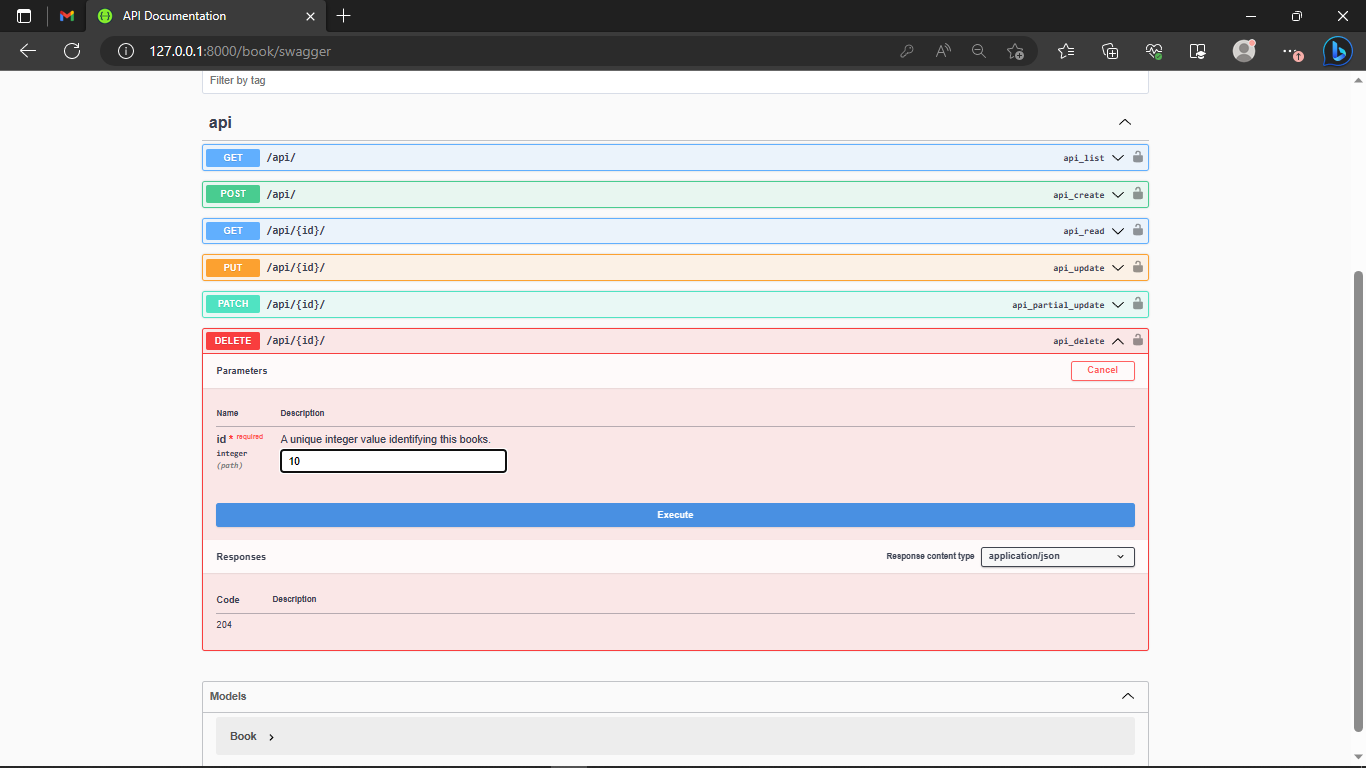 API Documentation
127.0.0.1:8000/book/swagger
Filter by tag
api
GET /api/ api_list
POST /api/ api_create
GET /api/{id}/ api_read
PUT /api/{id}/ api_update
PATCH /api/{id}/ api_partial_update
DELETE /api/{id}/ api_delete
Parameters Cancel
Name Description
id * required A unique integer value identifying this books.
integer
(path)
10
Execute
Responses Response content type application/json
Code Description
204
Models
Book